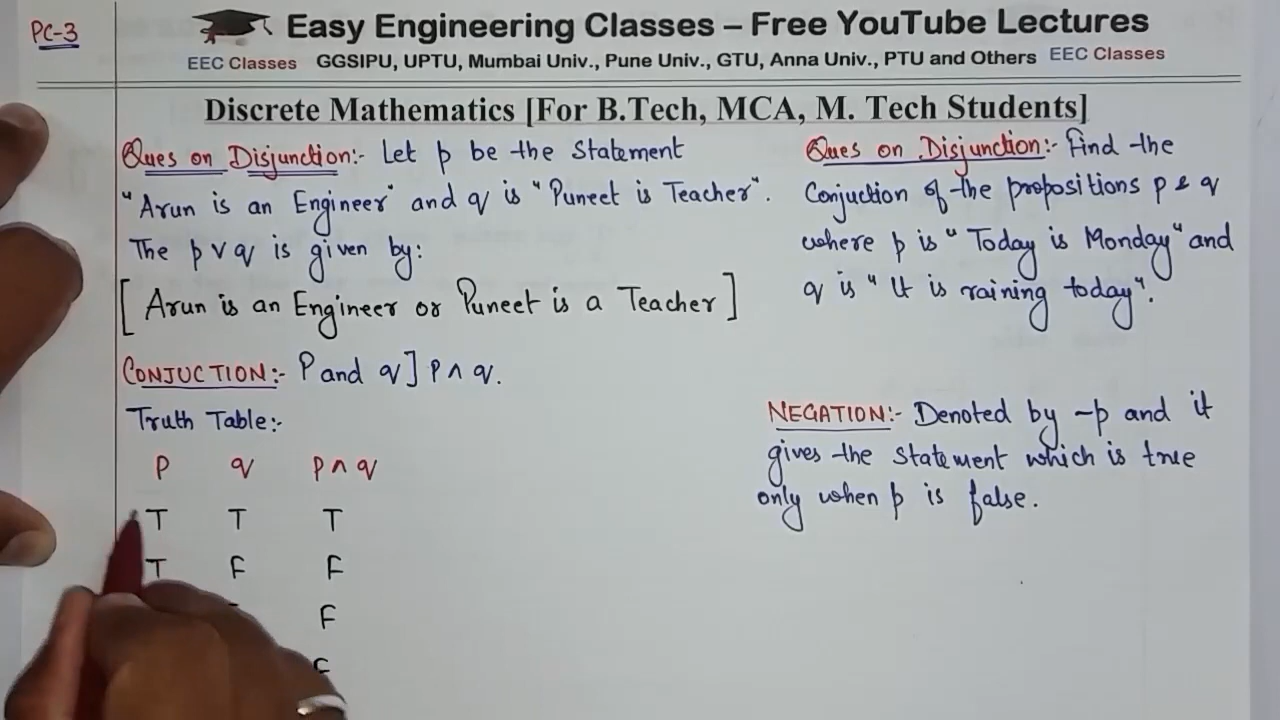 PC-3
Easy Engineering Classes – Free YouTube Lectures
EEC Classes GGSIPU, UPTU, Mumbai Univ., Pune Univ., GTU, Anna Univ., PTU and Others EEC Classes
Discrete Mathematics [For B.Tech, MCA, M. Tech Students]
Ques on Disjunction:- Let p be the Statement
"Arun is an Engineer" and q is "Puneet is Teacher".
The p ∨ q is given by:
[Arun is an Engineer or Puneet is a Teacher]
CONJUCTION:- P and q] p ∧ q.
Truth Table:-
P q p ∧ q
T T T
T F F
F
F
Ques on Disjunction:- Find the
Conjuction of the propositions p & q
where p is "Today is Monday" and
q is "It is raining today".
NEGATION:- Denoted by ~p and it
gives the statement which is true
only when p is false.